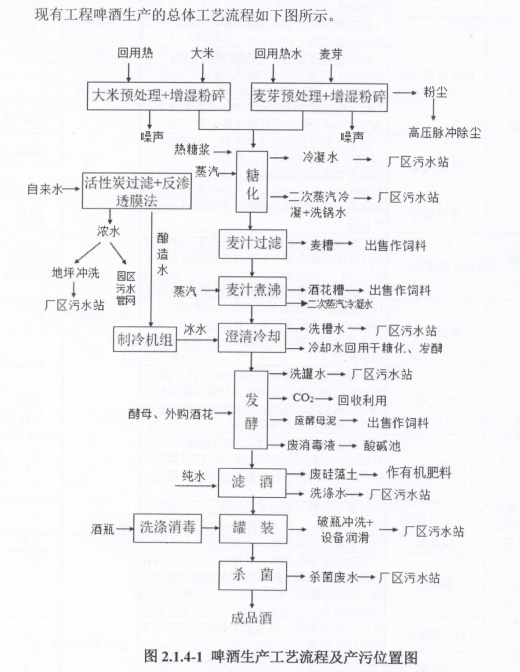 现有工程啤酒生产的总体工艺流程如下图所示。
回用热
大米
回用热水
麦芽
大米预处理+增湿粉碎
麦芽预处理+增湿粉碎
粉尘
高压脉冲除尘
噪声
噪声
热糖浆
蒸汽
糖化
冷凝水
厂区污水站
二次蒸汽冷
凝+洗锅水
厂区污水站
自来水
活性炭过滤+反渗
透膜法
浓水
酿造水
地坪冲洗
厂区污水站
园区
污水
管网
麦汁过滤
麦槽
出售作饲料
蒸汽
麦汁煮沸
酒花槽
出售作饲料
二次蒸汽冷凝水
制冷机组
冰水
澄清冷却
洗槽水
厂区污水站
冷却水回用于糖化、发酵
酵母、外购酒花
发酵
洗罐水
厂区污水站
CO₂
回收利用
废酵母泥
出售作饲料
废消毒液
酸碱池
纯水
滤酒
废硅藻土
作有机肥料
洗涤水
厂区污水站
酒瓶
洗涤消毒
罐装
破瓶冲洗+
设备润滑
厂区污水站
杀菌
杀菌废水
厂区污水站
成品酒
图 2.1.4-1 啤酒生产工艺流程及产污位置图